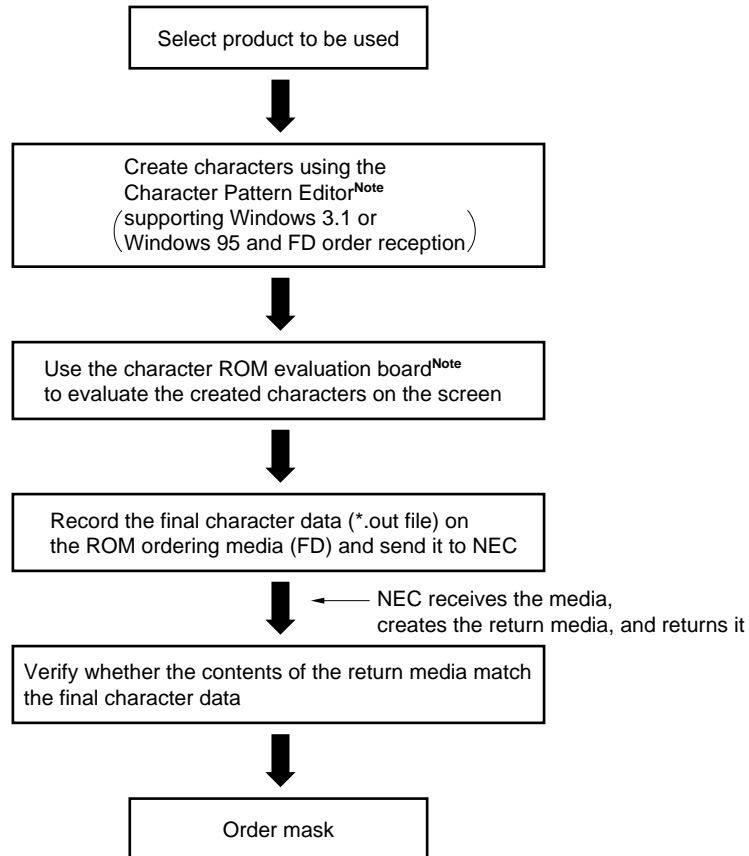 Select product to be used
Create characters using the
Character Pattern EditorNote
(supporting Windows 3.1 or
Windows 95 and FD order reception)
Use the character ROM evaluation boardNote
to evaluate the created characters on the screen
Record the final character data (*.out file) on
the ROM ordering media (FD) and send it to NEC
NEC receives the media,
creates the return media, and returns it
Verify whether the contents of the return media match
the final character data
Order mask